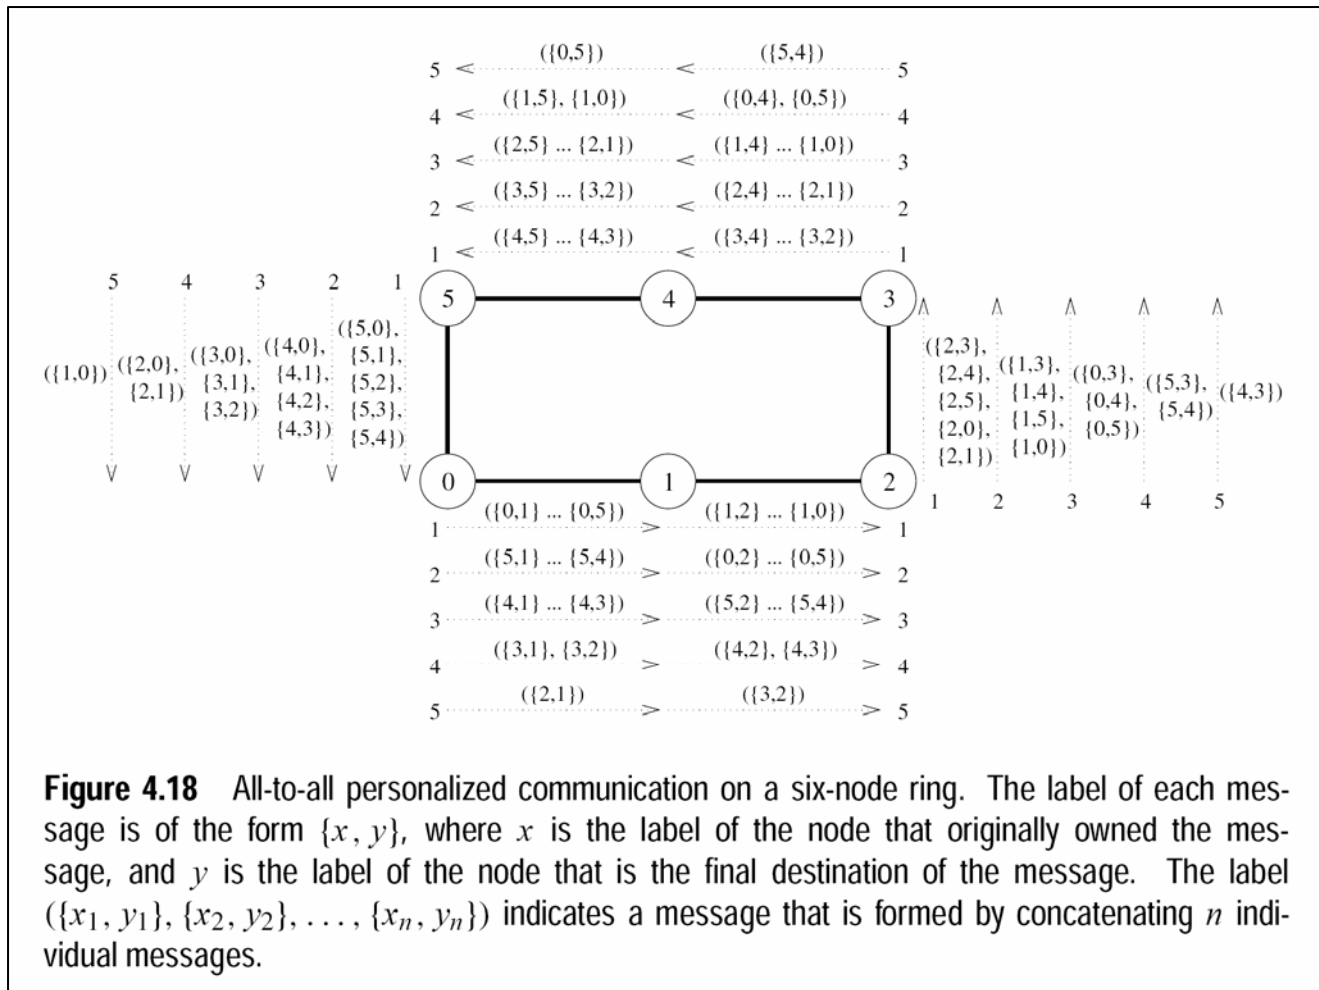 5 ({0,5}) ({5,4}) 5
4 ({1,5}, {1,0}) ({0,4}, {0,5}) 4
3 ({2,5} ... {2,1}) ({1,4} ... {1,0}) 3
2 ({3,5} ... {3,2}) ({2,4} ... {2,1}) 2
1 ({4,5} ... {4,3}) ({3,4} ... {3,2}) 1
5 4 3 2 1
5 4 3
({1,0})
({2,0},
{2,1})
({3,0},
{3,1},
{3,2})
({4,0},
{4,1},
{4,2},
{4,3})
({5,0},
{5,1},
{5,2},
{5,3},
{5,4})
({2,3},
{2,4},
{2,5},
{2,0},
{2,1})
({1,3},
{1,4},
{1,5},
{1,0})
({0,3},
{0,4},
{0,5})
({5,3},
{5,4})
({4,3})
0 1 2
1 2 3 4 5
1 ({0,1} ... {0,5}) ({1,2} ... {1,0}) 1
2 ({5,1} ... {5,4}) ({0,2} ... {0,5}) 2
3 ({4,1} ... {4,3}) ({5,2} ... {5,4}) 3
4 ({3,1}, {3,2}) ({4,2}, {4,3}) 4
5 ({2,1}) ({3,2}) 5
Figure 4.18 All-to-all personalized communication on a six-node ring. The label of each mes-
sage is of the form {x, y}, where x is the label of the node that originally owned the mes-
sage, and y is the label of the node that is the final destination of the message. The label
({x₁, y₁}, {x₂, y₂}, . . . , {xₙ, yₙ}) indicates a message that is formed by concatenating n indi-
vidual messages.